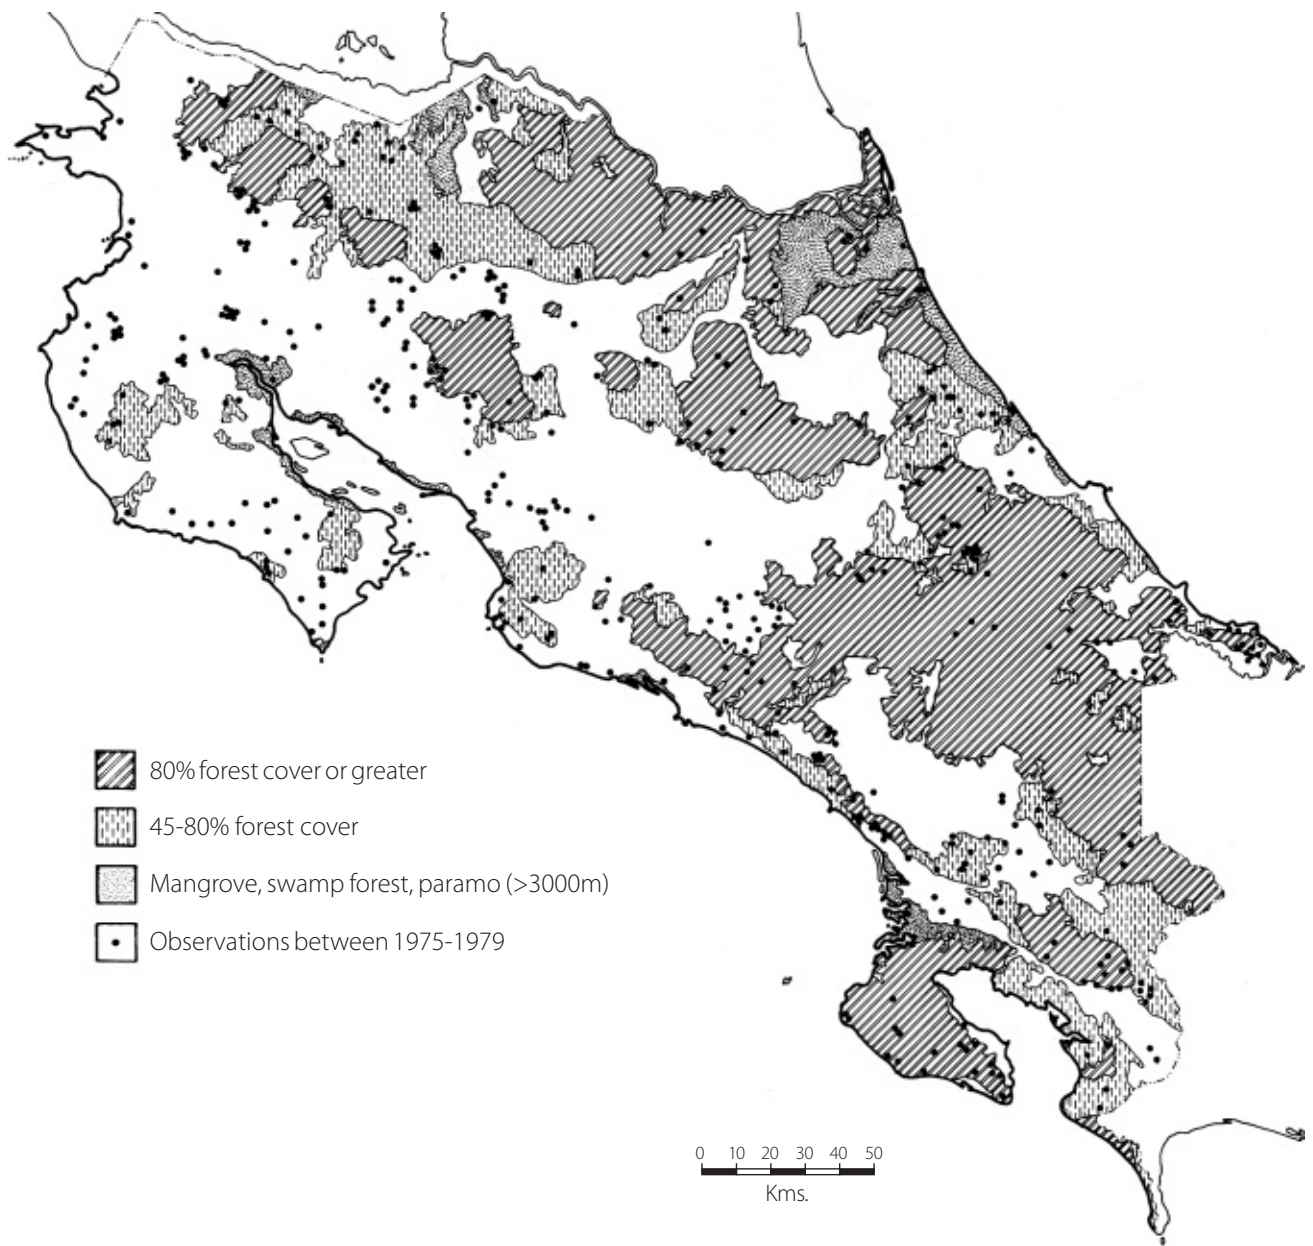 80% forest cover or greater
45-80% forest cover
Mangrove, swamp forest, paramo (>3000m)
Observations between 1975-1979
0 10 20 30 40 50
Kms.